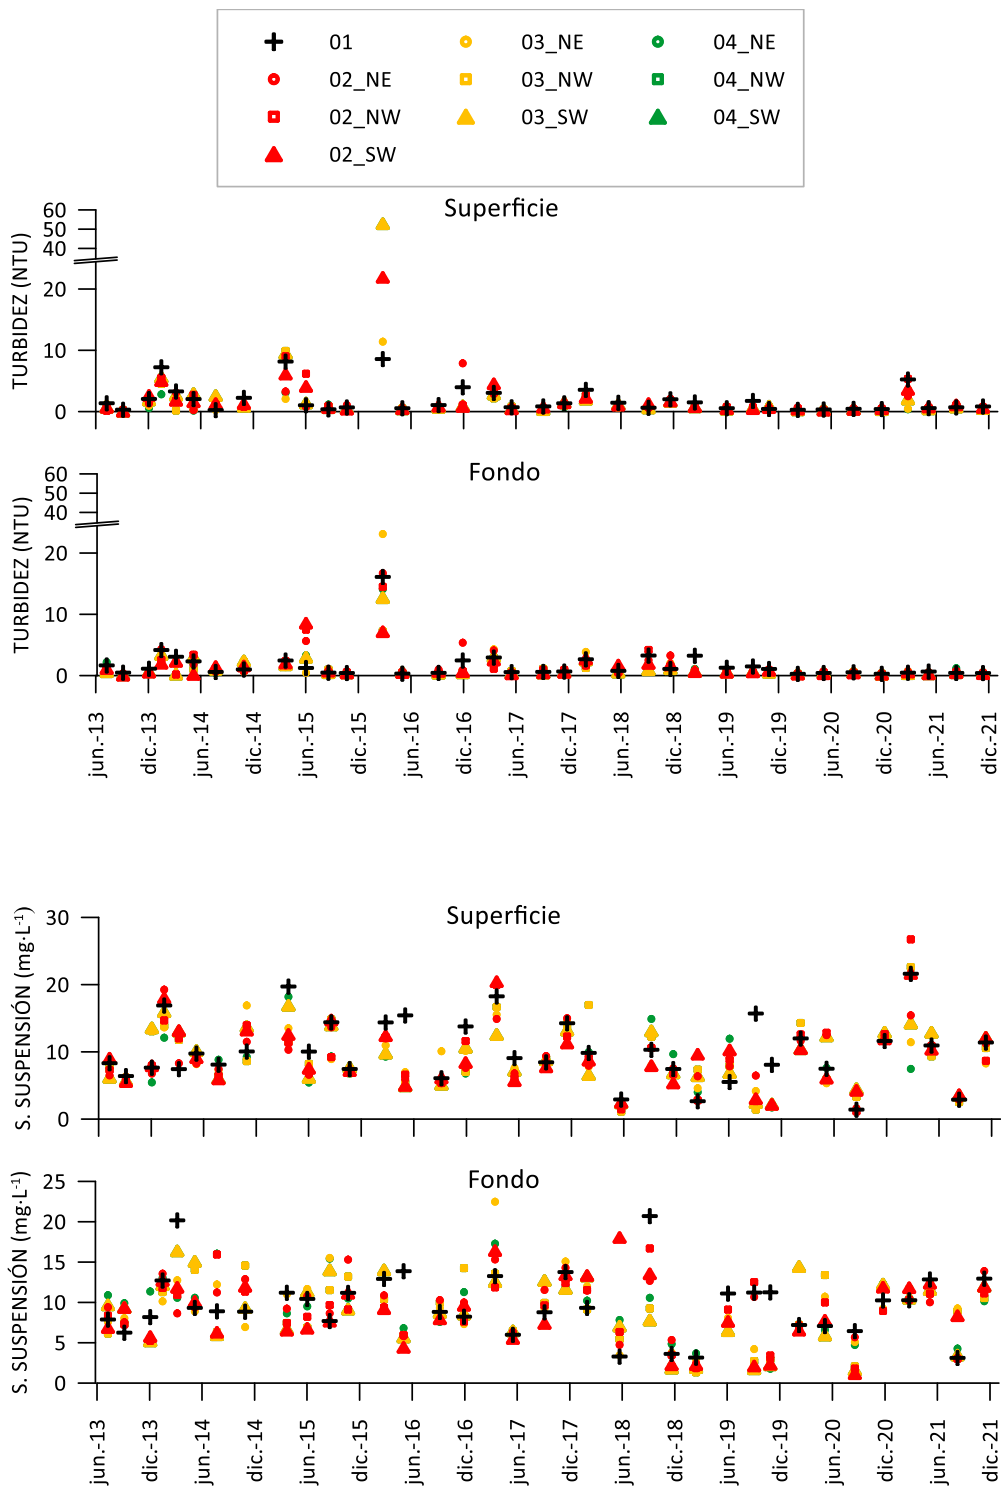 01 03_NE 04_NE
02_NE 03_NW 04_NW
02_NW 03_SW 04_SW
02_SW
Superficie
TURBIDEZ (NTU)
60
50
40
20
10
0
Fondo
TURBIDEZ (NTU)
60
50
40
20
10
0
jun.-13 dic.-13 jun.-14 dic.-14 jun.-15 dic.-15 jun.-16 dic.-16 jun.-17 dic.-17 jun.-18 dic.-18 jun.-19 dic.-19 jun.-20 dic.-20 jun.-21 dic.-21
Superficie
S. SUSPENSIÓN (mg·L⁻¹)
30
20
10
0
Fondo
S. SUSPENSIÓN (mg·L⁻¹)
25
20
15
10
5
0
jun.-13 dic.-13 jun.-14 dic.-14 jun.-15 dic.-15 jun.-16 dic.-16 jun.-17 dic.-17 jun.-18 dic.-18 jun.-19 dic.-19 jun.-20 dic.-20 jun.-21 dic.-21